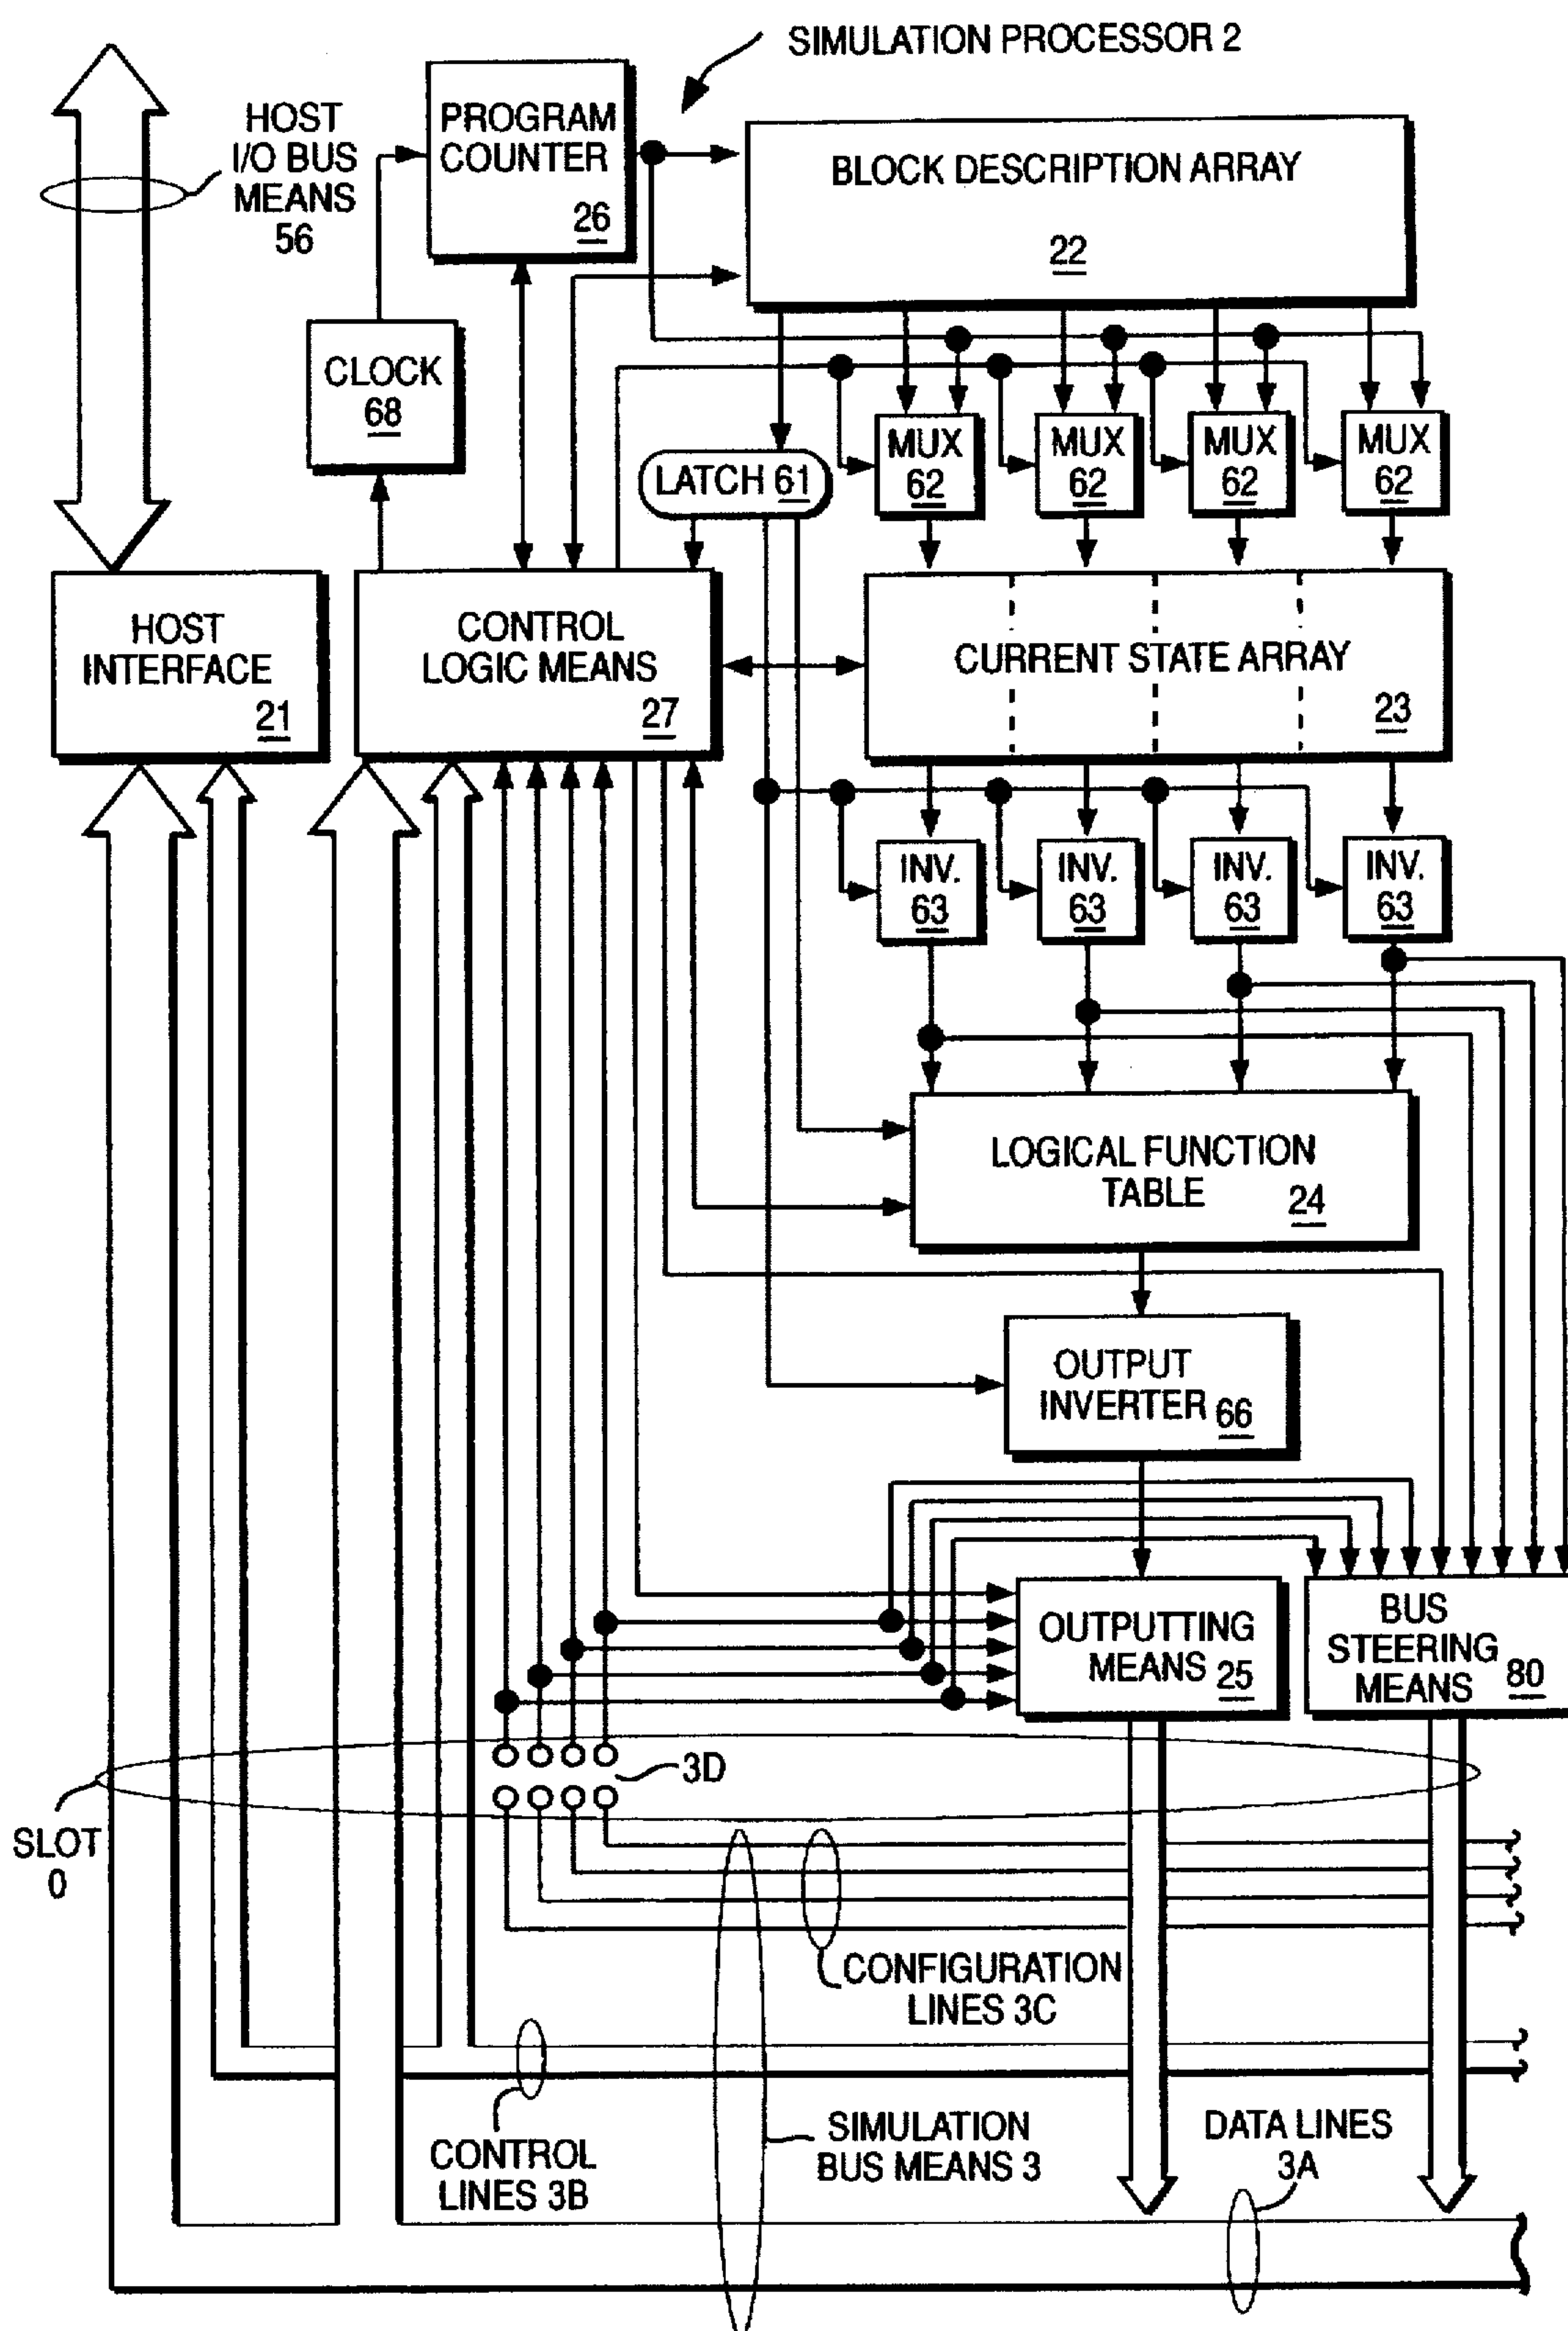 SIMULATION PROCESSOR 2
HOST
I/O BUS
MEANS
56
PROGRAM
COUNTER
26
BLOCK DESCRIPTION ARRAY
22
CLOCK
68
LATCH 61
MUX
62
MUX
62
MUX
62
MUX
62
HOST
INTERFACE
21
CONTROL
LOGIC MEANS
27
CURRENT STATE ARRAY
23
INV.
63
INV.
63
INV.
63
INV.
63
LOGICAL FUNCTION
TABLE
24
OUTPUT
INVERTER 66
OUTPUTTING
MEANS 25
BUS
STEERING
MEANS 80
3D
SLOT
0
CONFIGURATION
LINES 3C
CONTROL
LINES 3B
SIMULATION
BUS MEANS 3
DATA LINES
3A